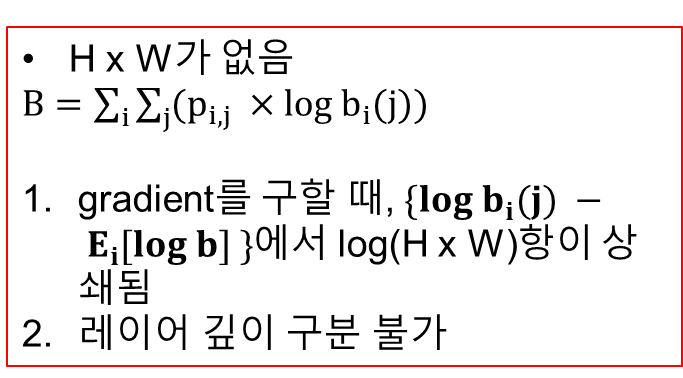 • H x W가 없음
B = ∑ᵢ ∑ⱼ(pᵢ,ⱼ × log bᵢ(j))
1. gradient를 구할 때, {log bᵢ(j) −
Eᵢ[log b] }에서 log(H x W)항이 상
쇄됨
2. 레이어 깊이 구분 불가